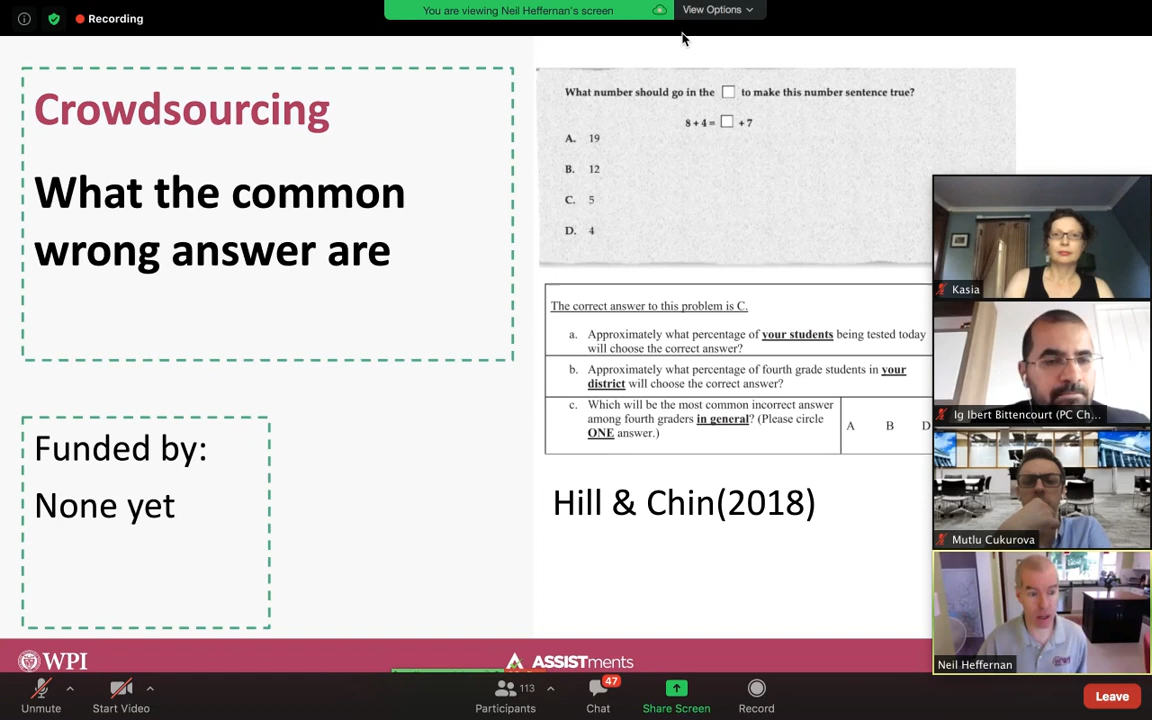 Recording
You are viewing Neil Heffernan's screen
View Options
Crowdsourcing
What the common
wrong answer are
Funded by:
None yet
What number should go in the to make this number sentence true?
8 + 4 = + 7
A. 19
B. 12
C. 5
D. 4
The correct answer to this problem is C.
a. Approximately what percentage of your students being tested today
will choose the correct answer?
b. Approximately what percentage of fourth grade students in your
district will choose the correct answer?
c. Which will be the most common incorrect answer
among fourth graders in general? (Please circle
ONE answer.)
A B D
Hill & Chin(2018)
Kasia
Ig Ibert Bittencourt (PC Ch...
Mutlu Cukurova
Neil Heffernan
WPI
ASSISTments
Unmute
Start Video
113
Participants
47
Chat
Share Screen
Record
Leave